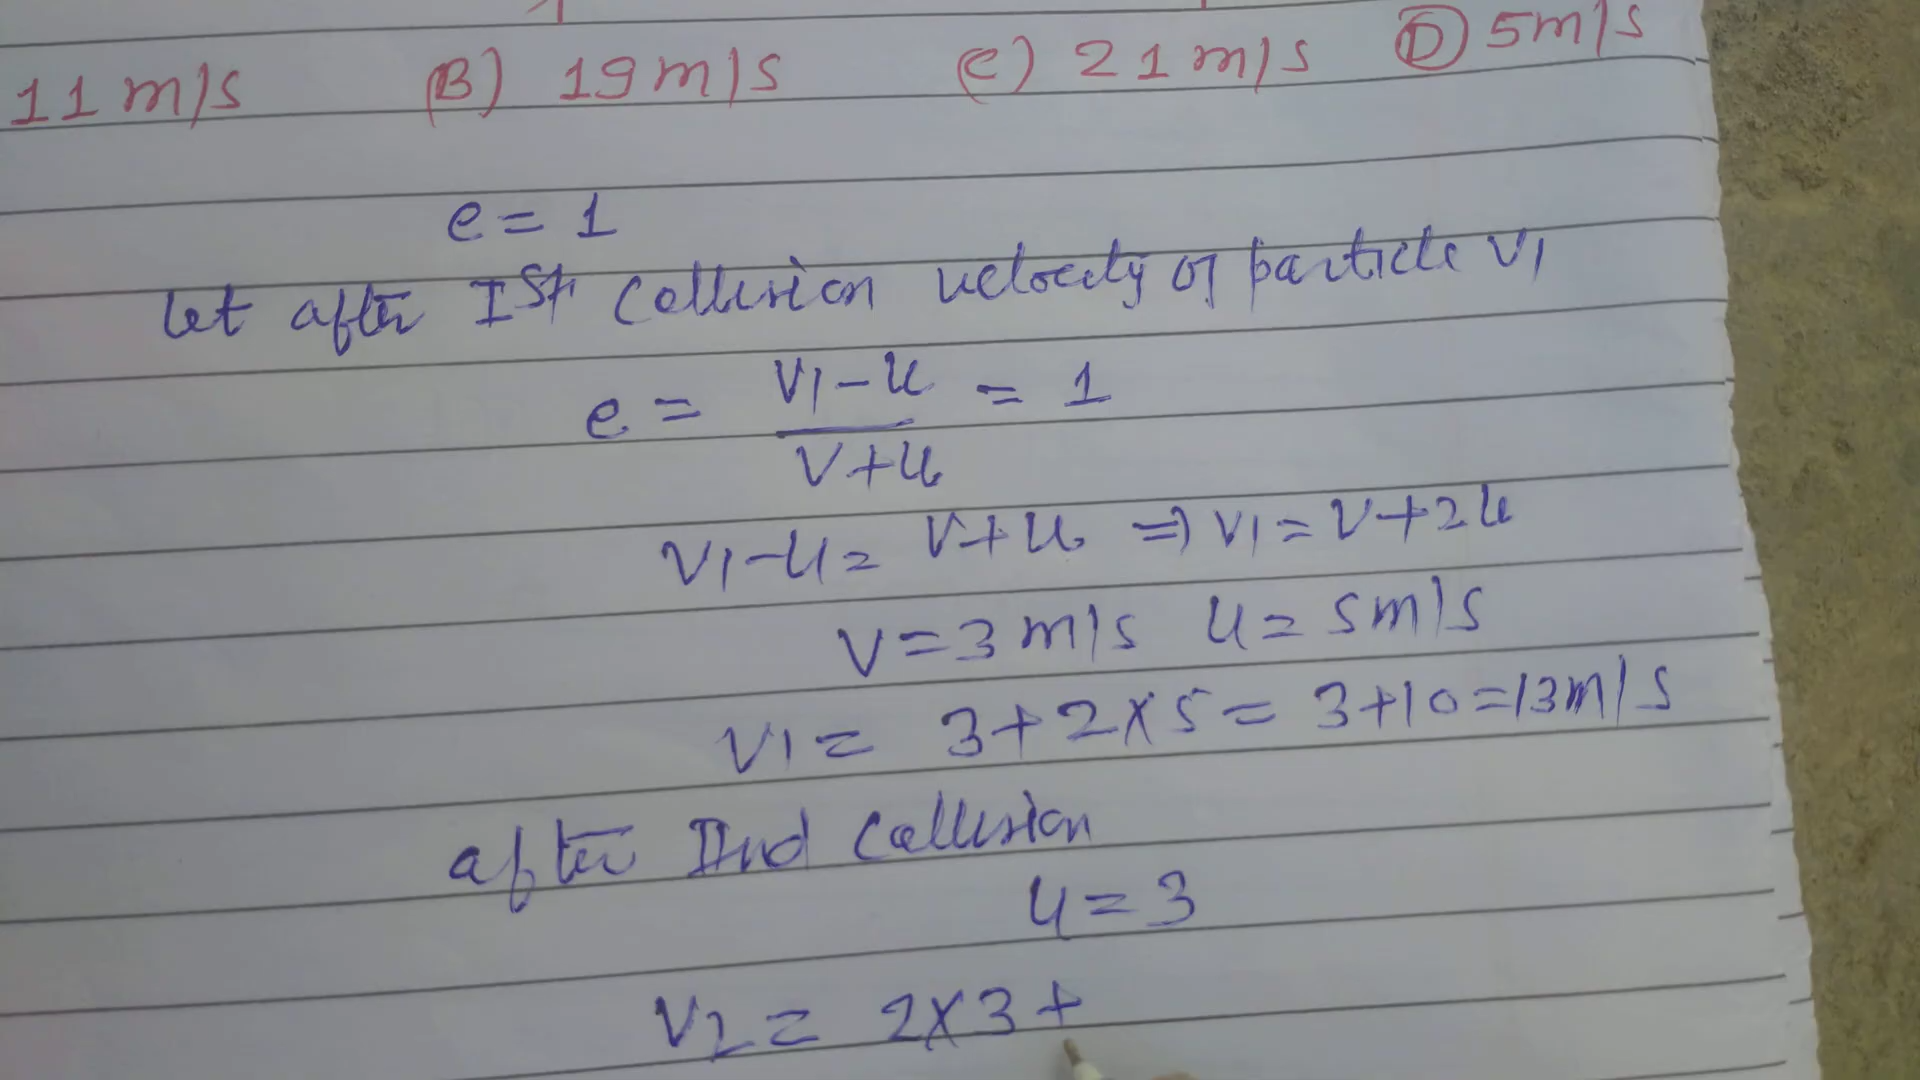 11 m/s (B) 19 m/s (C) 21 m/s (D) 5 m/s
e = 1
let after Ist collision velocity of particle V1
e = V1 - u / V + u = 1
V1 - u = V + u ⇒ V1 = V + 2u
V = 3 m/s u = 5 m/s
V1 = 3 + 2 x 5 = 3 + 10 = 13 m/s
after IInd collision
u = 3
V2 = 2 x 3 +